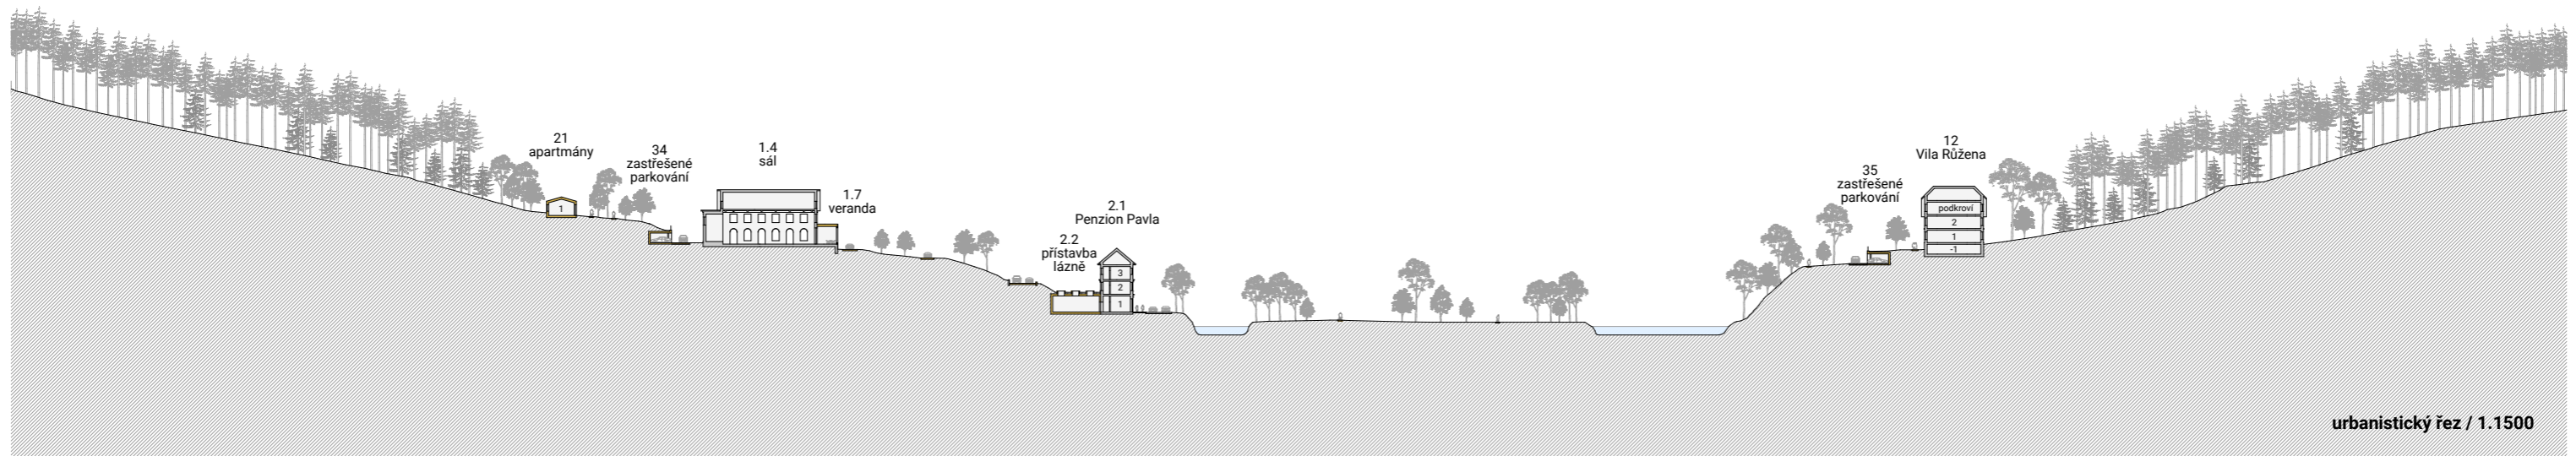 21
apartmány
1
34
zastřešené
parkování
1.4
sál
1.7
veranda
2.2
přístavba
lázně
2.1
Penzion Pavla
3
2
1
35
zastřešené
parkování
12
Vila Růžena
podkroví
2
1
-1
urbanistický řez / 1.1500